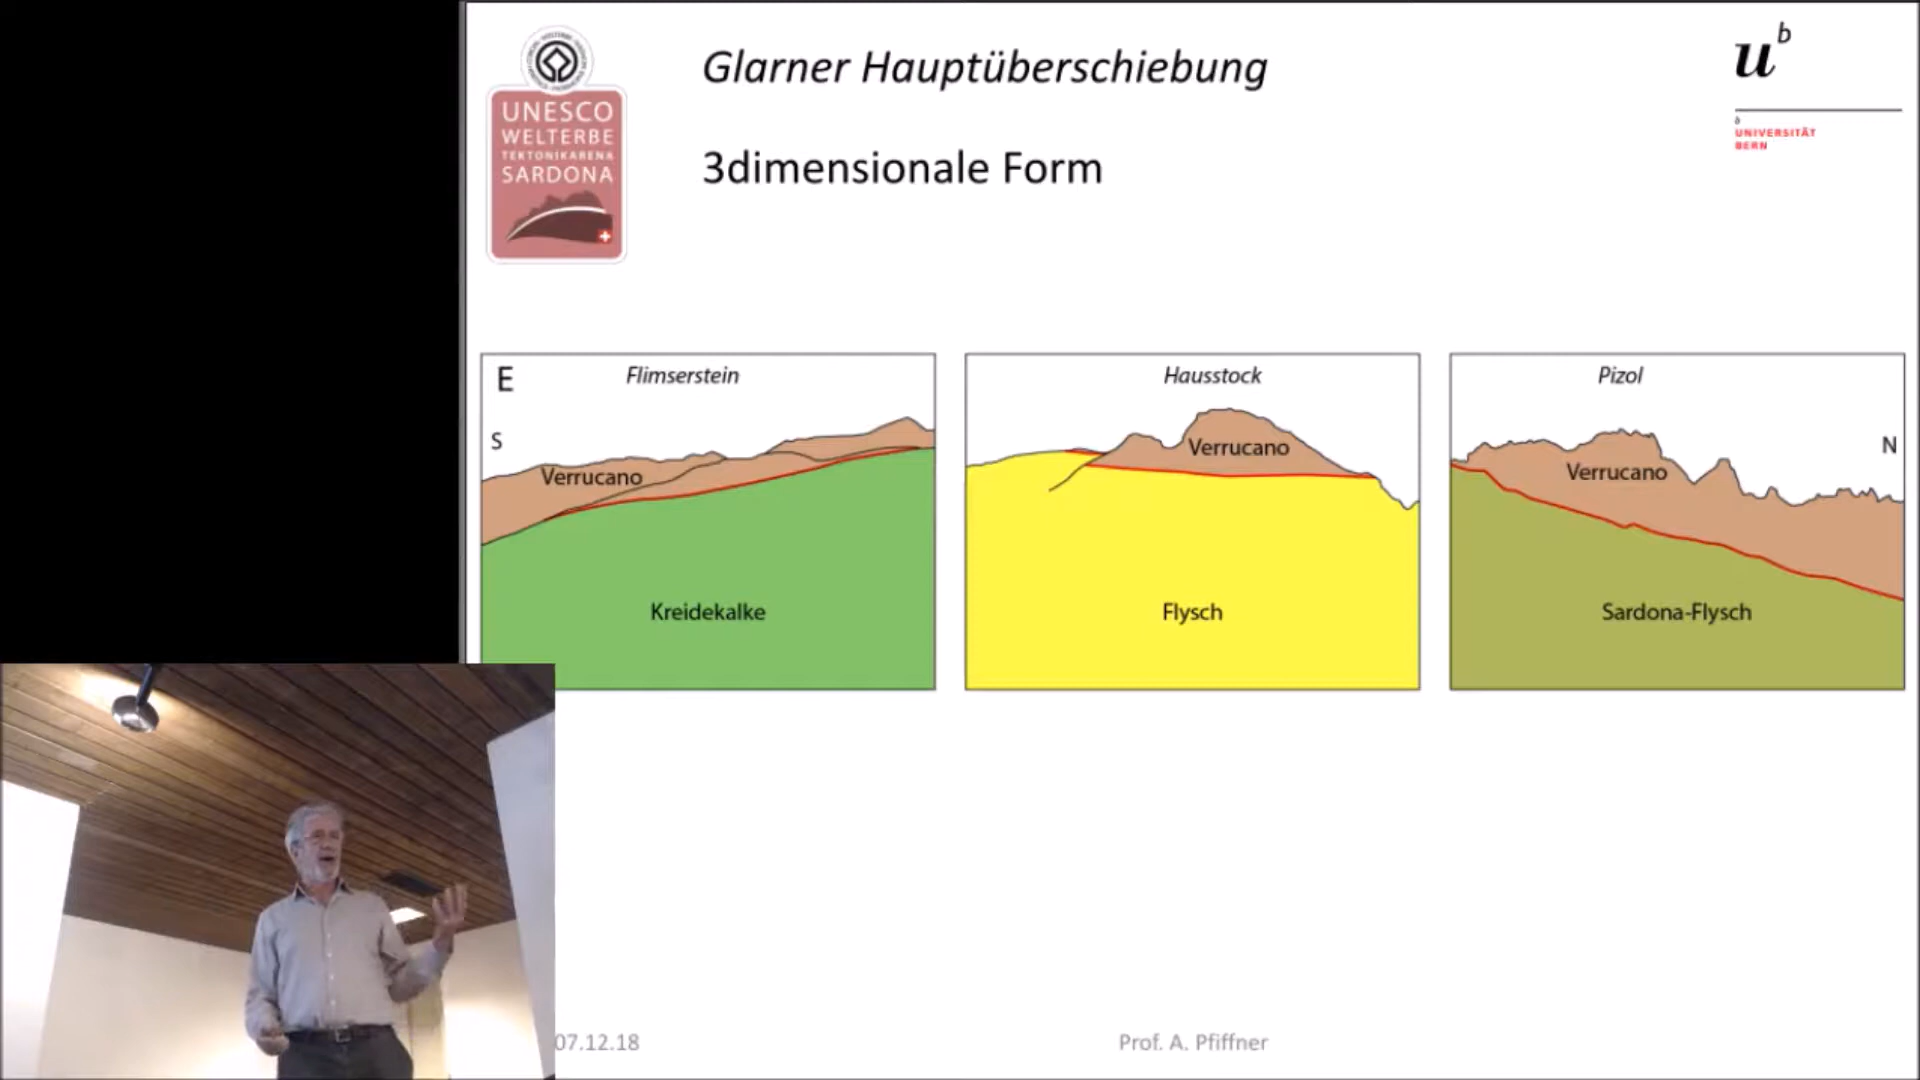 Glarner Hauptüberschiebung
3dimensionale Form
UNESCO
WELTERBE
TEKTONIKARENA
SARDONA
u b
b
UNIVERSITÄT
BERN
E
Flimserstein
S
Verrucano
Kreidekalke
Hausstock
Verrucano
Flysch
Pizol
N
Verrucano
Sardona-Flysch
07.12.18
Prof. A. Pfiffner